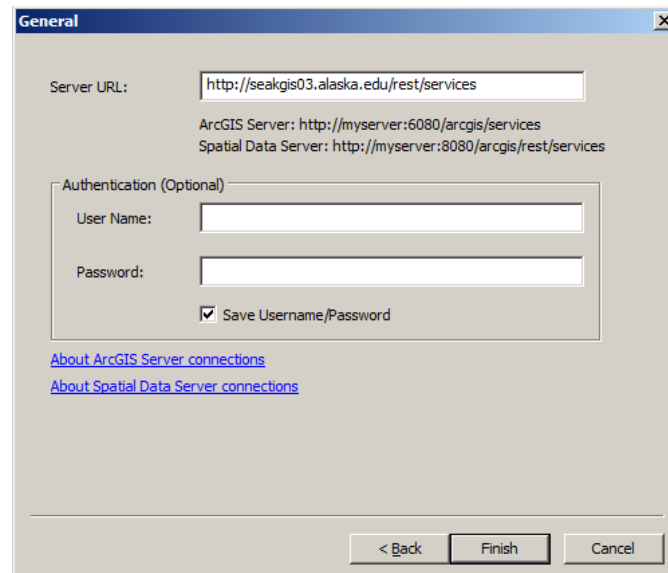 General
Server URL: http://seakgis03.alaska.edu/rest/services
ArcGIS Server: http://myserver:6080/arcgis/services
Spatial Data Server: http://myserver:8080/arcgis/rest/services
Authentication (Optional)
User Name:
Password:
Save Username/Password
About ArcGIS Server connections
About Spatial Data Server connections
< Back Finish Cancel